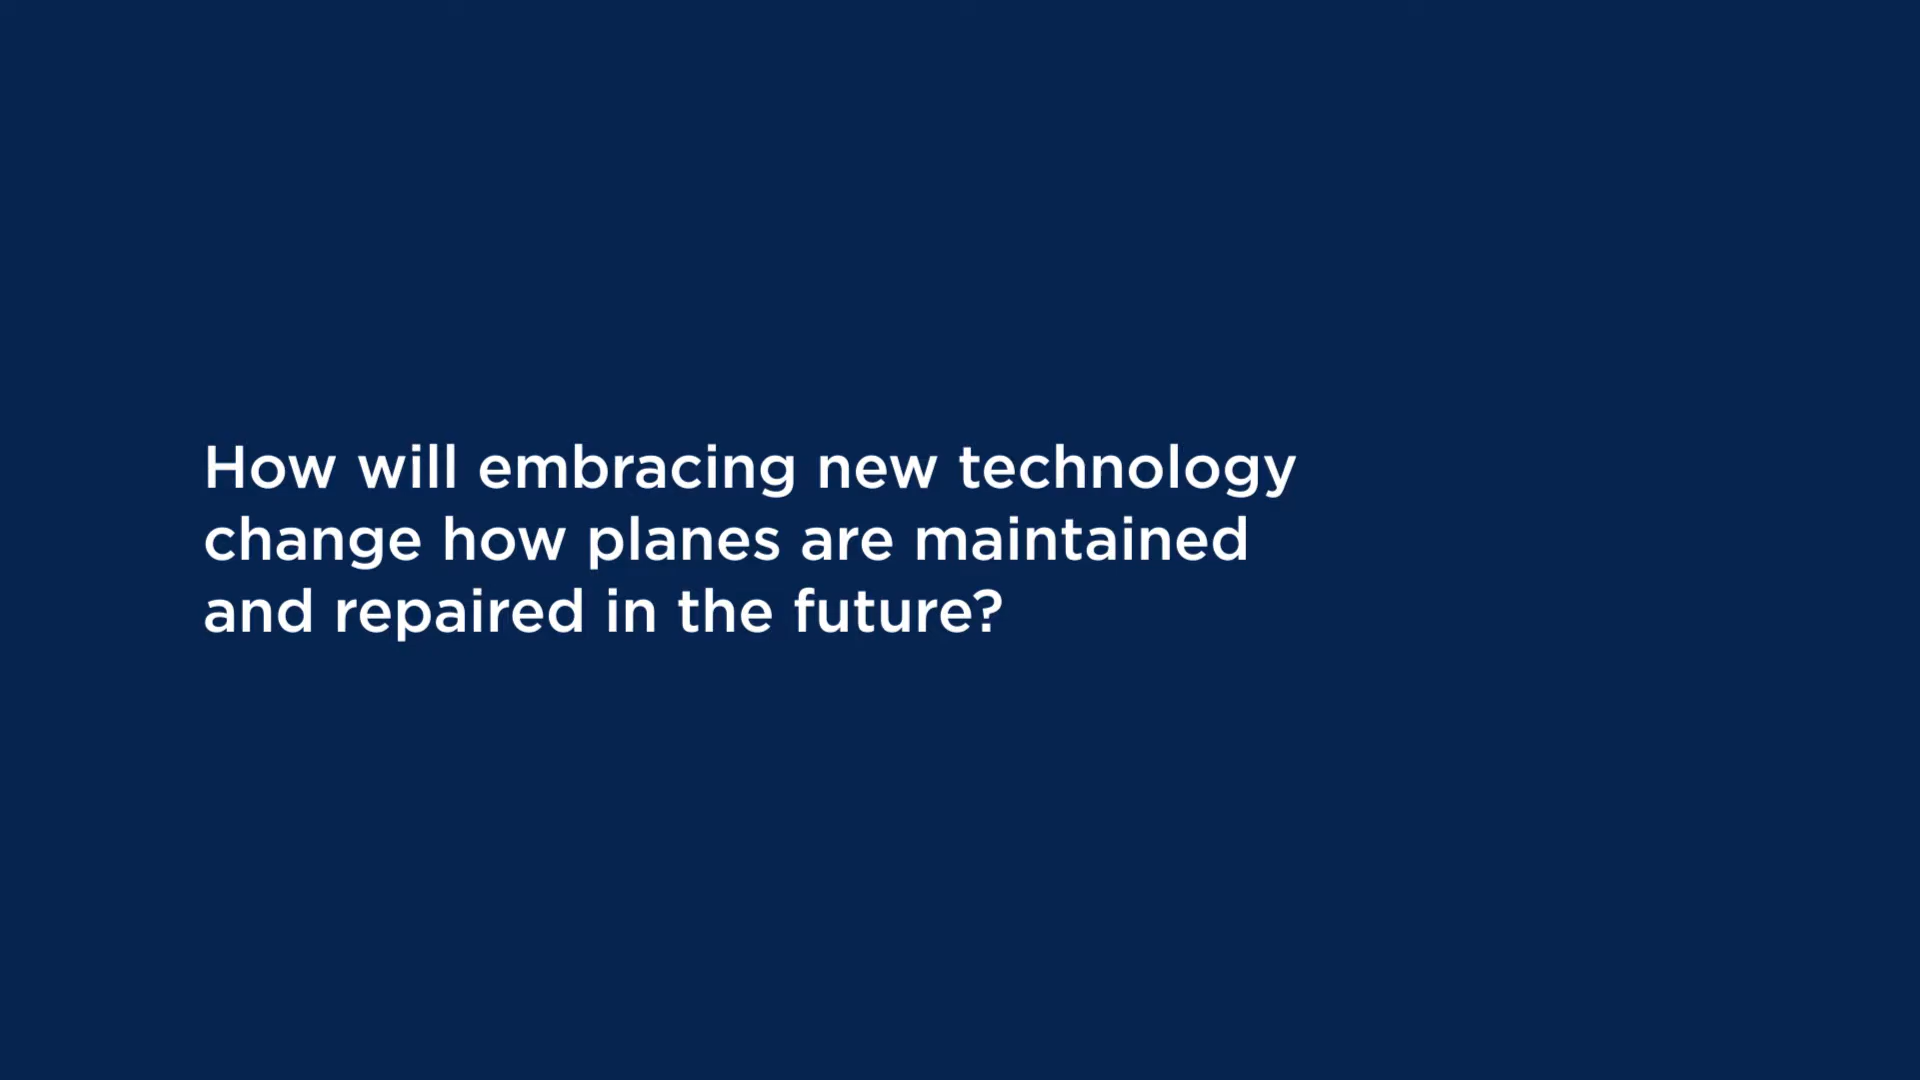 How will embracing new technology
change how planes are maintained
and repaired in the future?